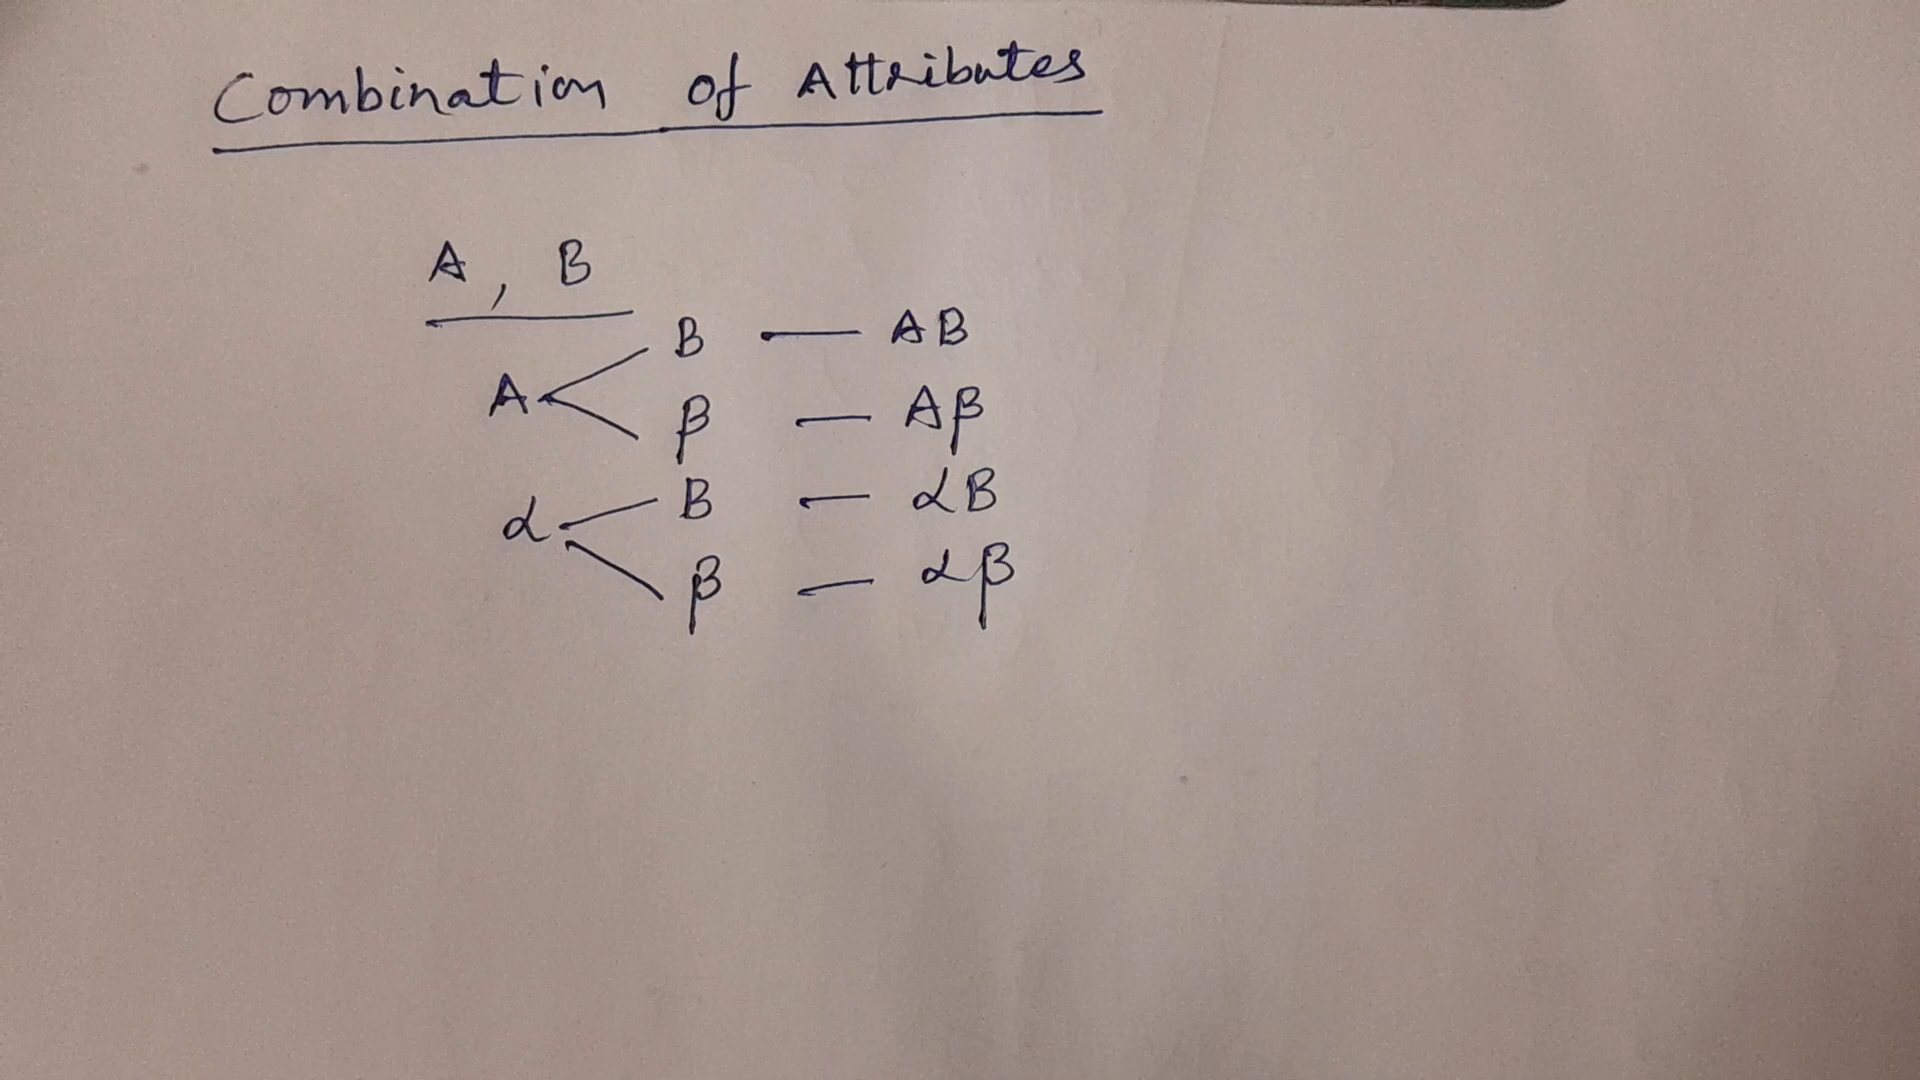 Combination of Attributes
A, B
B — AB
A
β — Aβ
B — αB
α
β — αβ